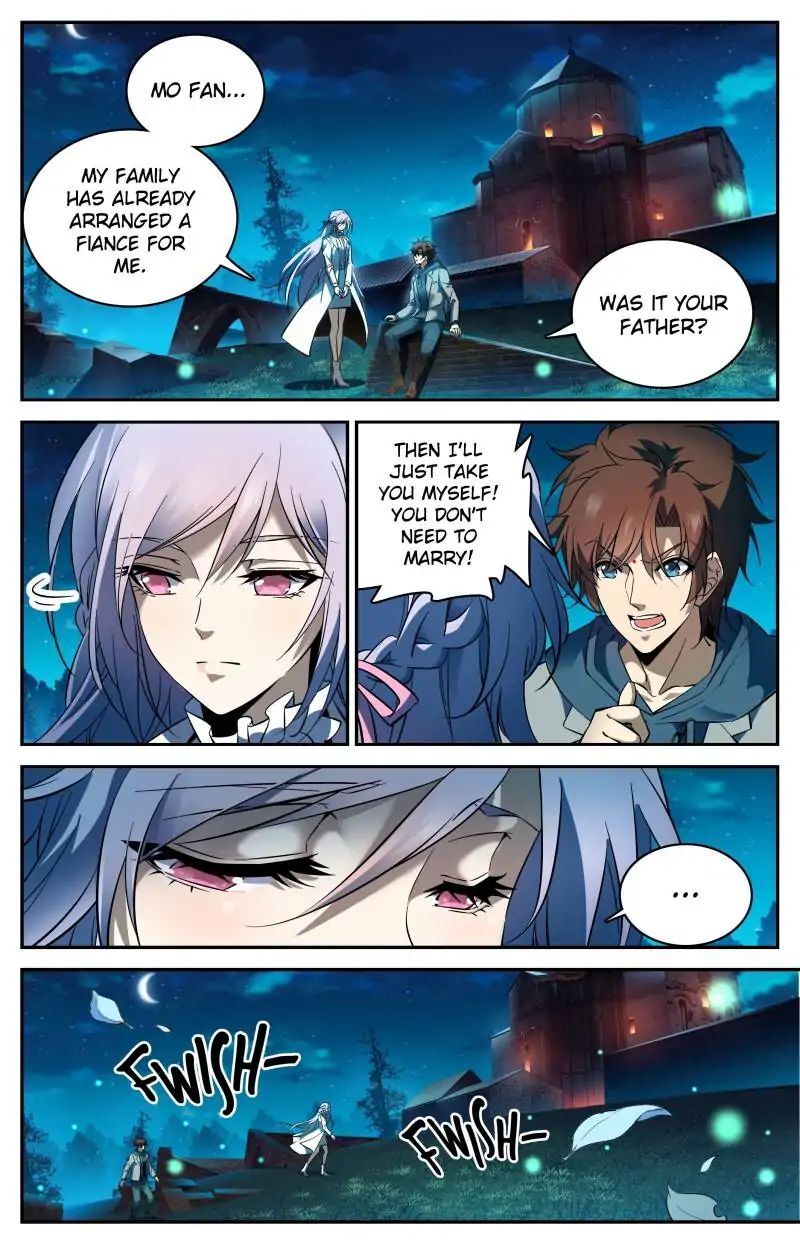 MO FAN...
MY FAMILY
HAS ALREADY
ARRANGED A
FIANCE FOR
ME.
WAS IT YOUR
FATHER?
THEN I'LL
JUST TAKE
YOU MYSELF!
YOU DON'T
NEED TO
MARRY!
...
FWISH-
FWISH-